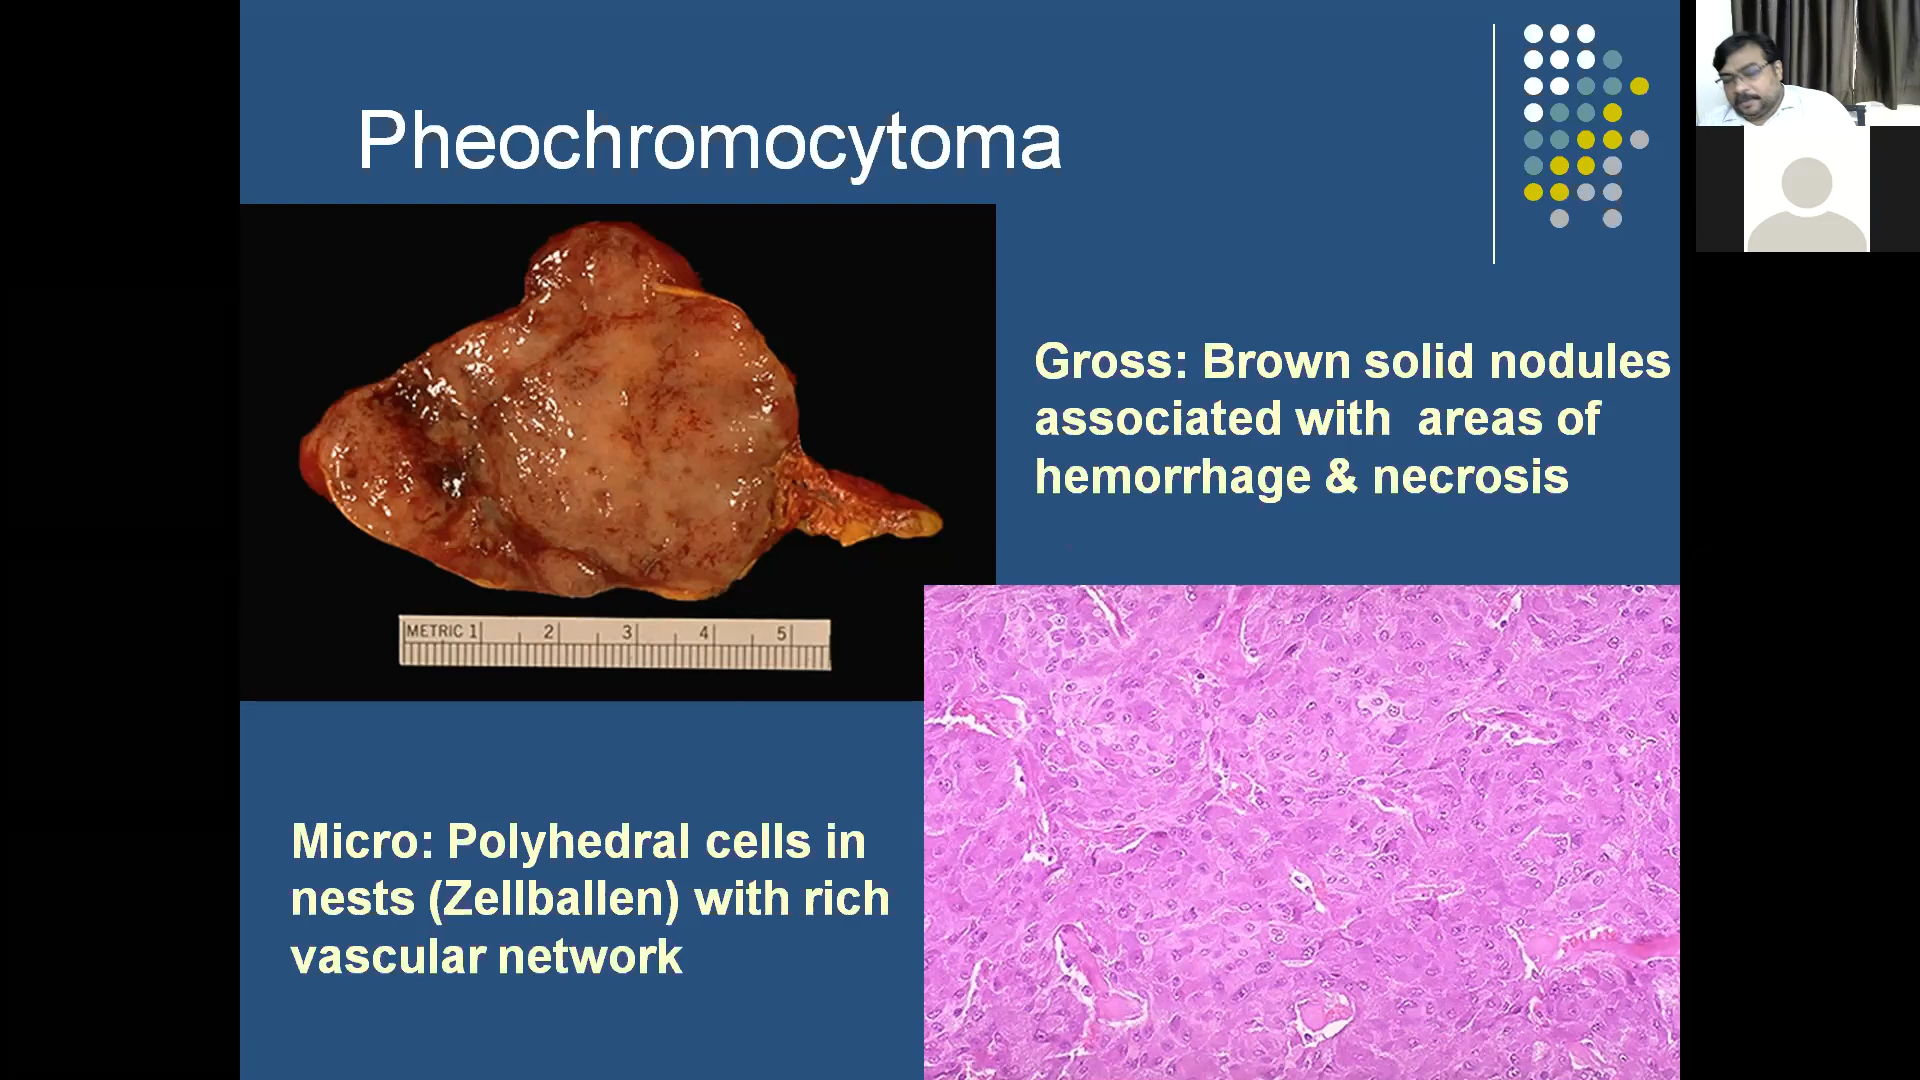 Pheochromocytoma
Gross: Brown solid nodules
associated with areas of
hemorrhage & necrosis
METRIC 1 2 3 4 5
Micro: Polyhedral cells in
nests (Zellballen) with rich
vascular network